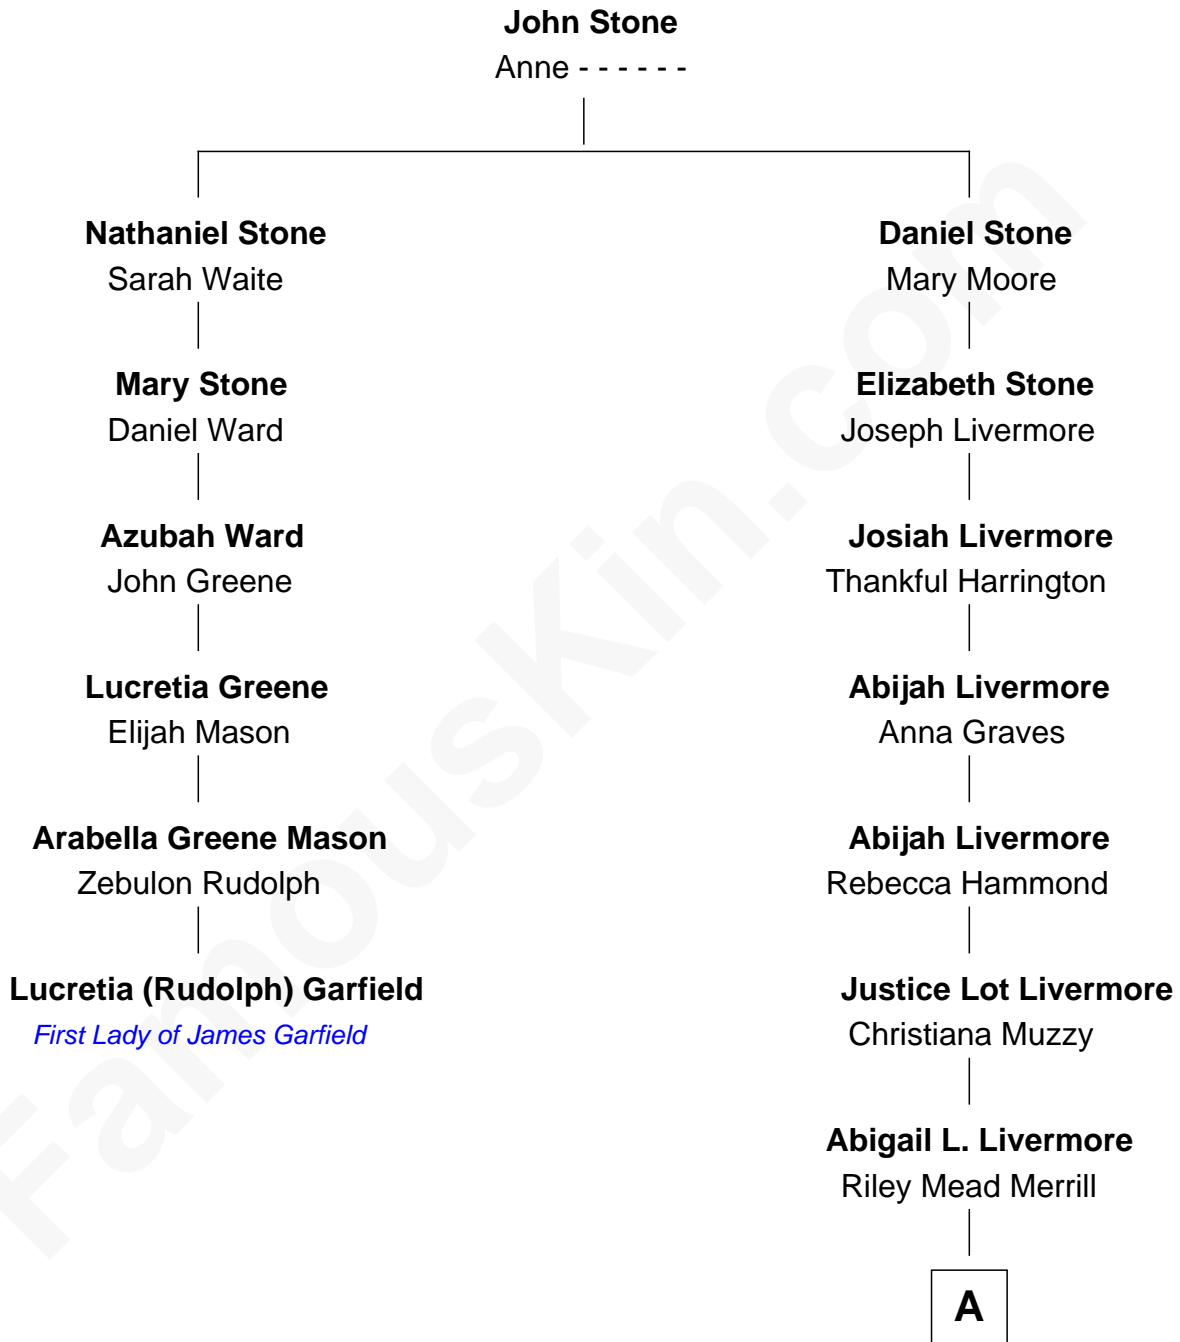 John Stone
Anne - - - - - -
Nathaniel Stone
Sarah Waite
Daniel Stone
Mary Moore
Mary Stone
Daniel Ward
Elizabeth Stone
Joseph Livermore
Azubah Ward
John Greene
Josiah Livermore
Thankful Harrington
Lucretia Greene
Elijah Mason
Abijah Livermore
Anna Graves
Arabella Greene Mason
Zebulon Rudolph
Abijah Livermore
Rebecca Hammond
Lucretia (Rudolph) Garfield
First Lady of James Garfield
Justice Lot Livermore
Christiana Muzzy
Abigail L. Livermore
Riley Mead Merrill
A
FamousKin.com